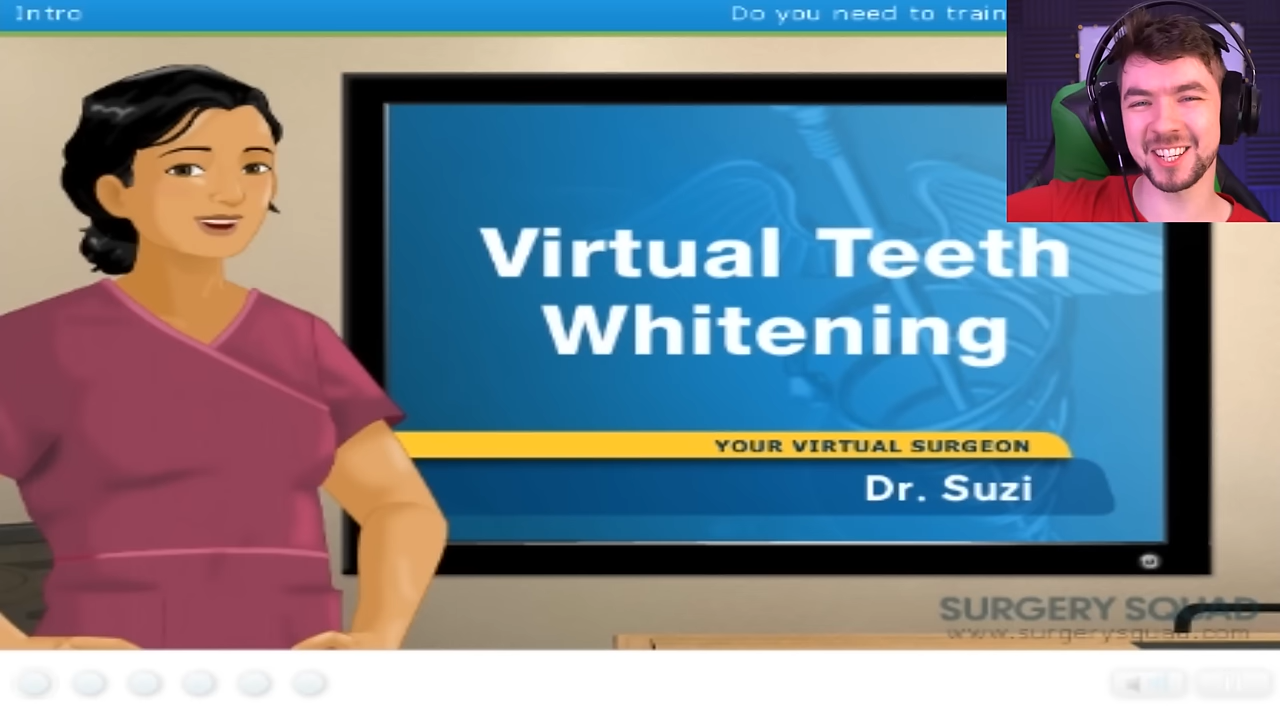 Intro
Do you need to train
Virtual Teeth
Whitening
YOUR VIRTUAL SURGEON
Dr. Suzi
SURGERY SQUAD
www.surgerysquad.com